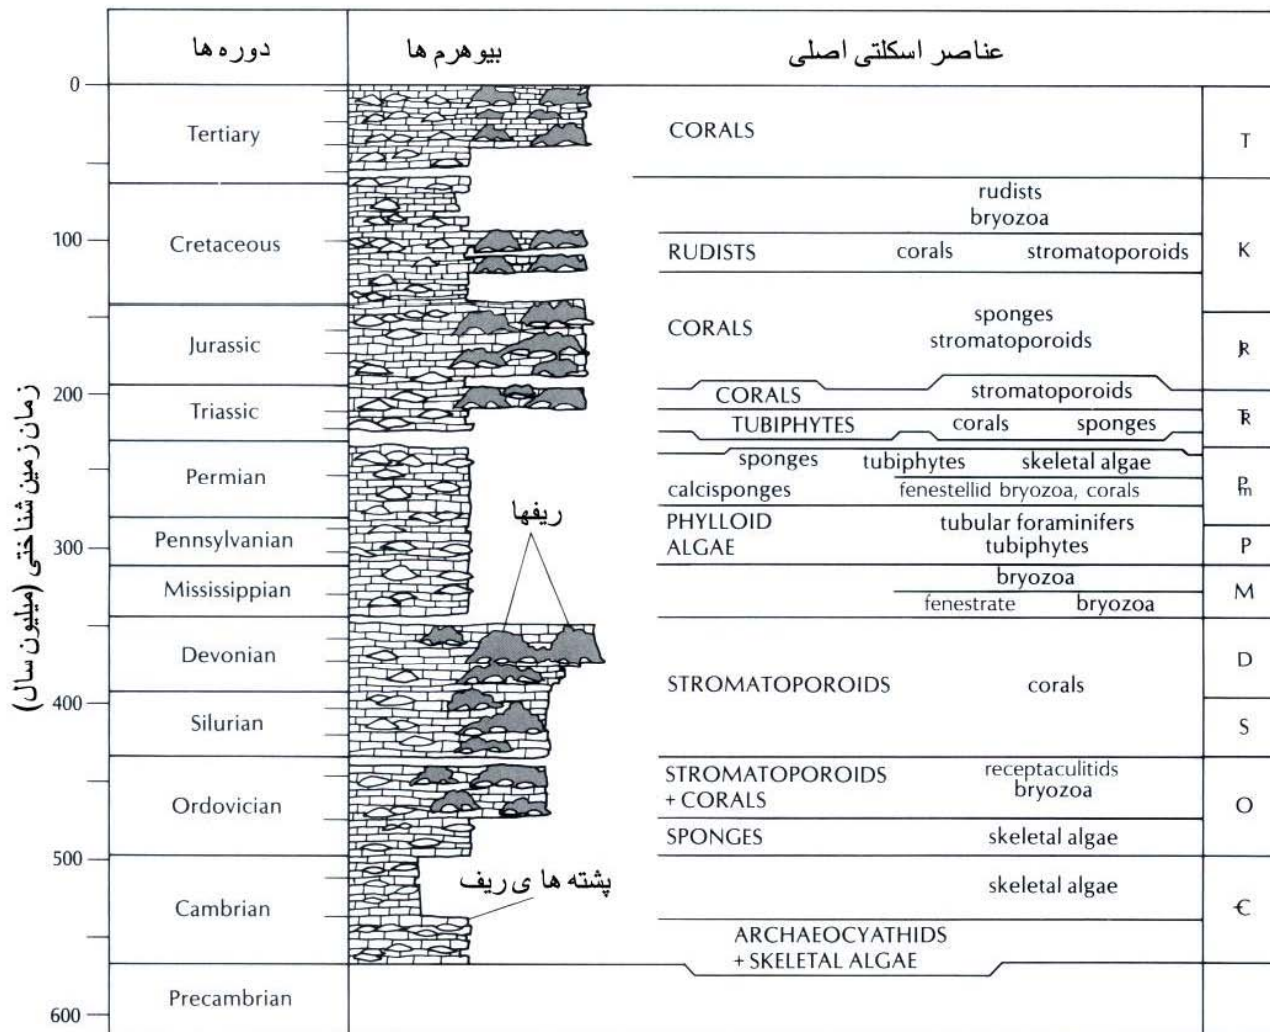 دوره ها
بیوهرم ها
عناصر اسکلتی اصلی
زمان زمین شناختی (میلیون سال)
0
100
200
300
400
500
600
Tertiary
Cretaceous
Jurassic
Triassic
Permian
Pennsylvanian
Mississippian
Devonian
Silurian
Ordovician
Cambrian
Precambrian
ریفها
پشته ها ی ریف
CORALS
T
rudists
bryozoa
RUDISTS corals stromatoporoids
K
CORALS
sponges
stromatoporoids
JR
CORALS stromatoporoids
TUBIPHYTES corals sponges
TR
sponges tubiphytes skeletal algae
calcisponges fenestellid bryozoa, corals
Pm
PHYLLOID
ALGAE
tubular foraminifers
tubiphytes
P
bryozoa
fenestrate bryozoa
M
D
STROMATOPOROIDS corals
S
STROMATOPOROIDS
+ CORALS
receptaculitids
bryozoa
O
SPONGES skeletal algae
skeletal algae
Є
ARCHAEOCYATHIDS
+ SKELETAL ALGAE